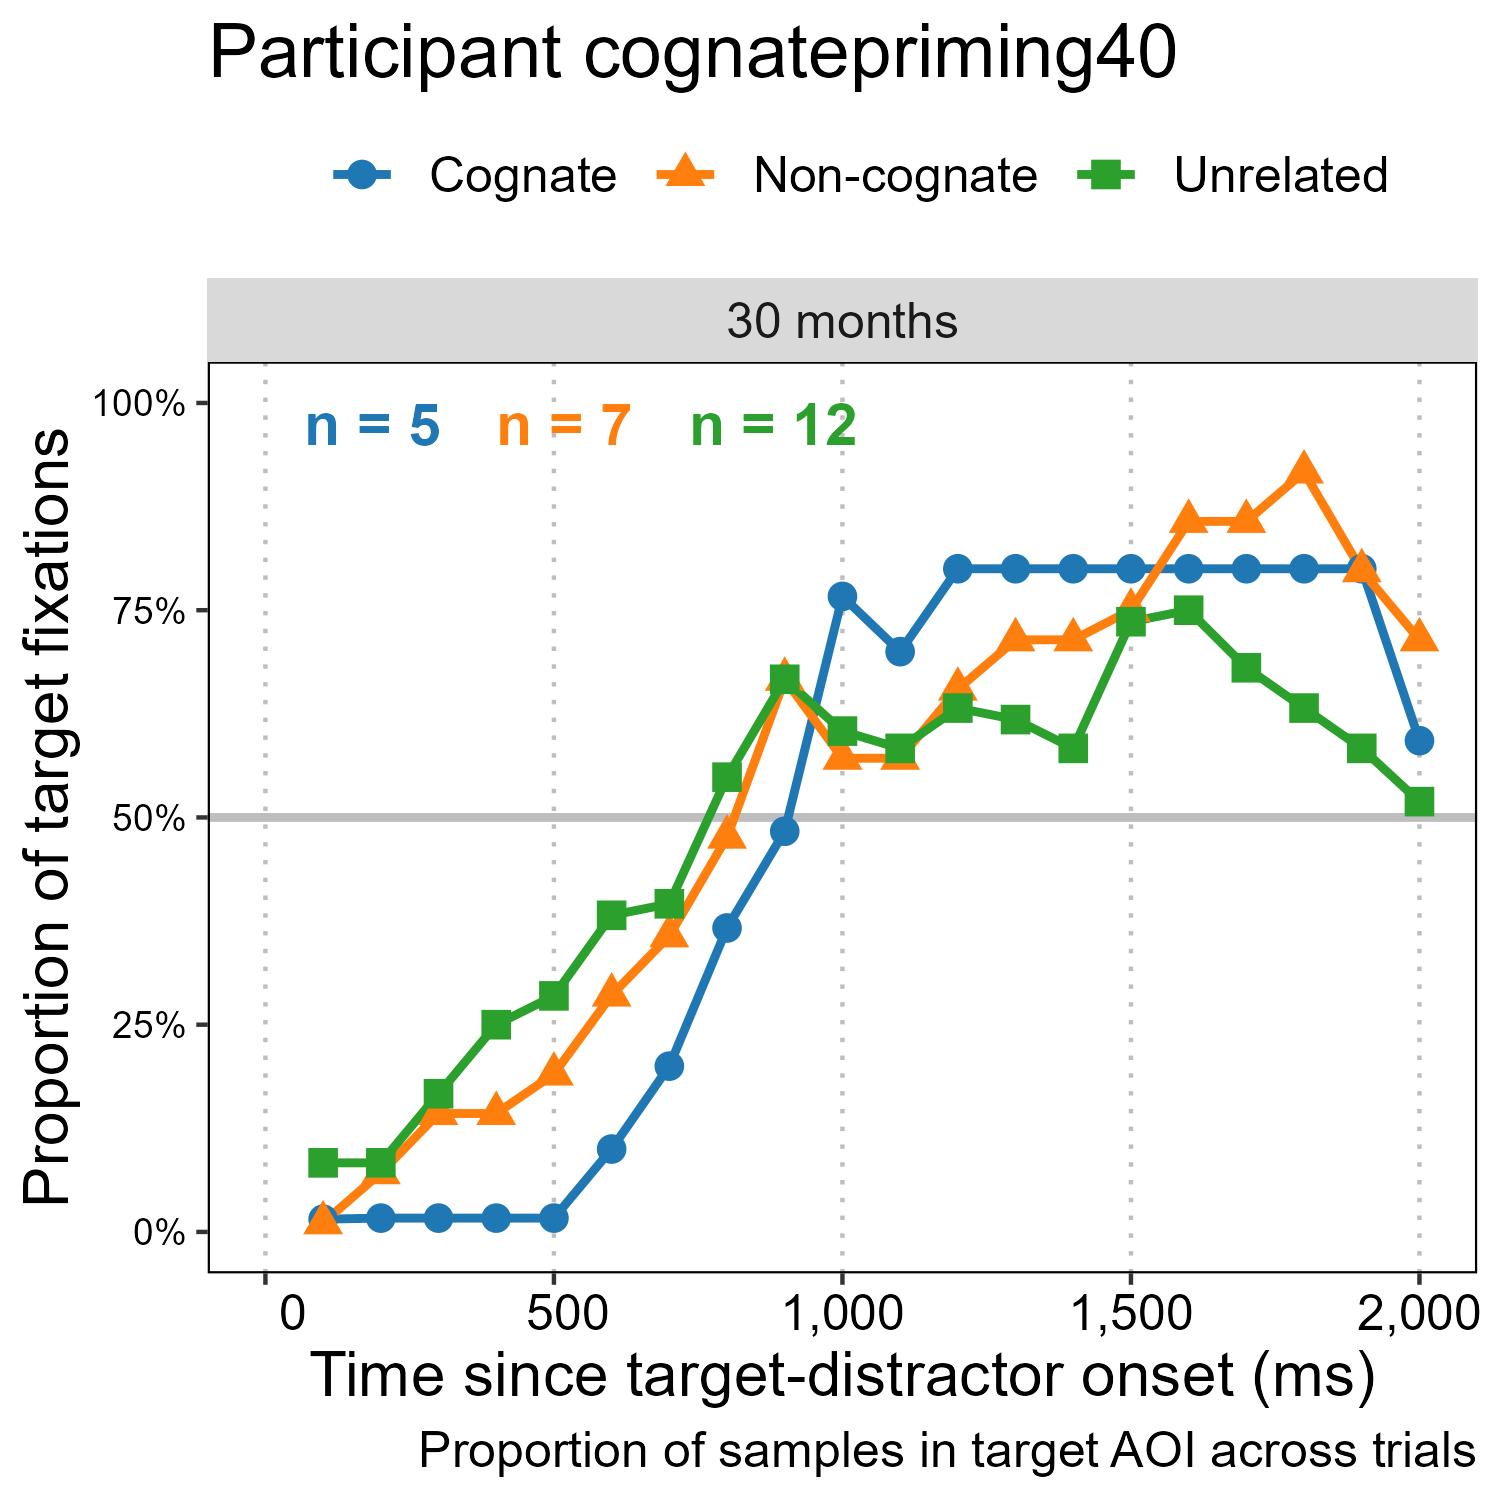 Participant cognatepriming40
Cognate Non-cognate Unrelated
30 months
n = 5 n = 7 n = 12
Proportion of target fixations
100%
75%
50%
25%
0%
0 500 1,000 1,500 2,000
Time since target-distractor onset (ms)
Proportion of samples in target AOI across trials